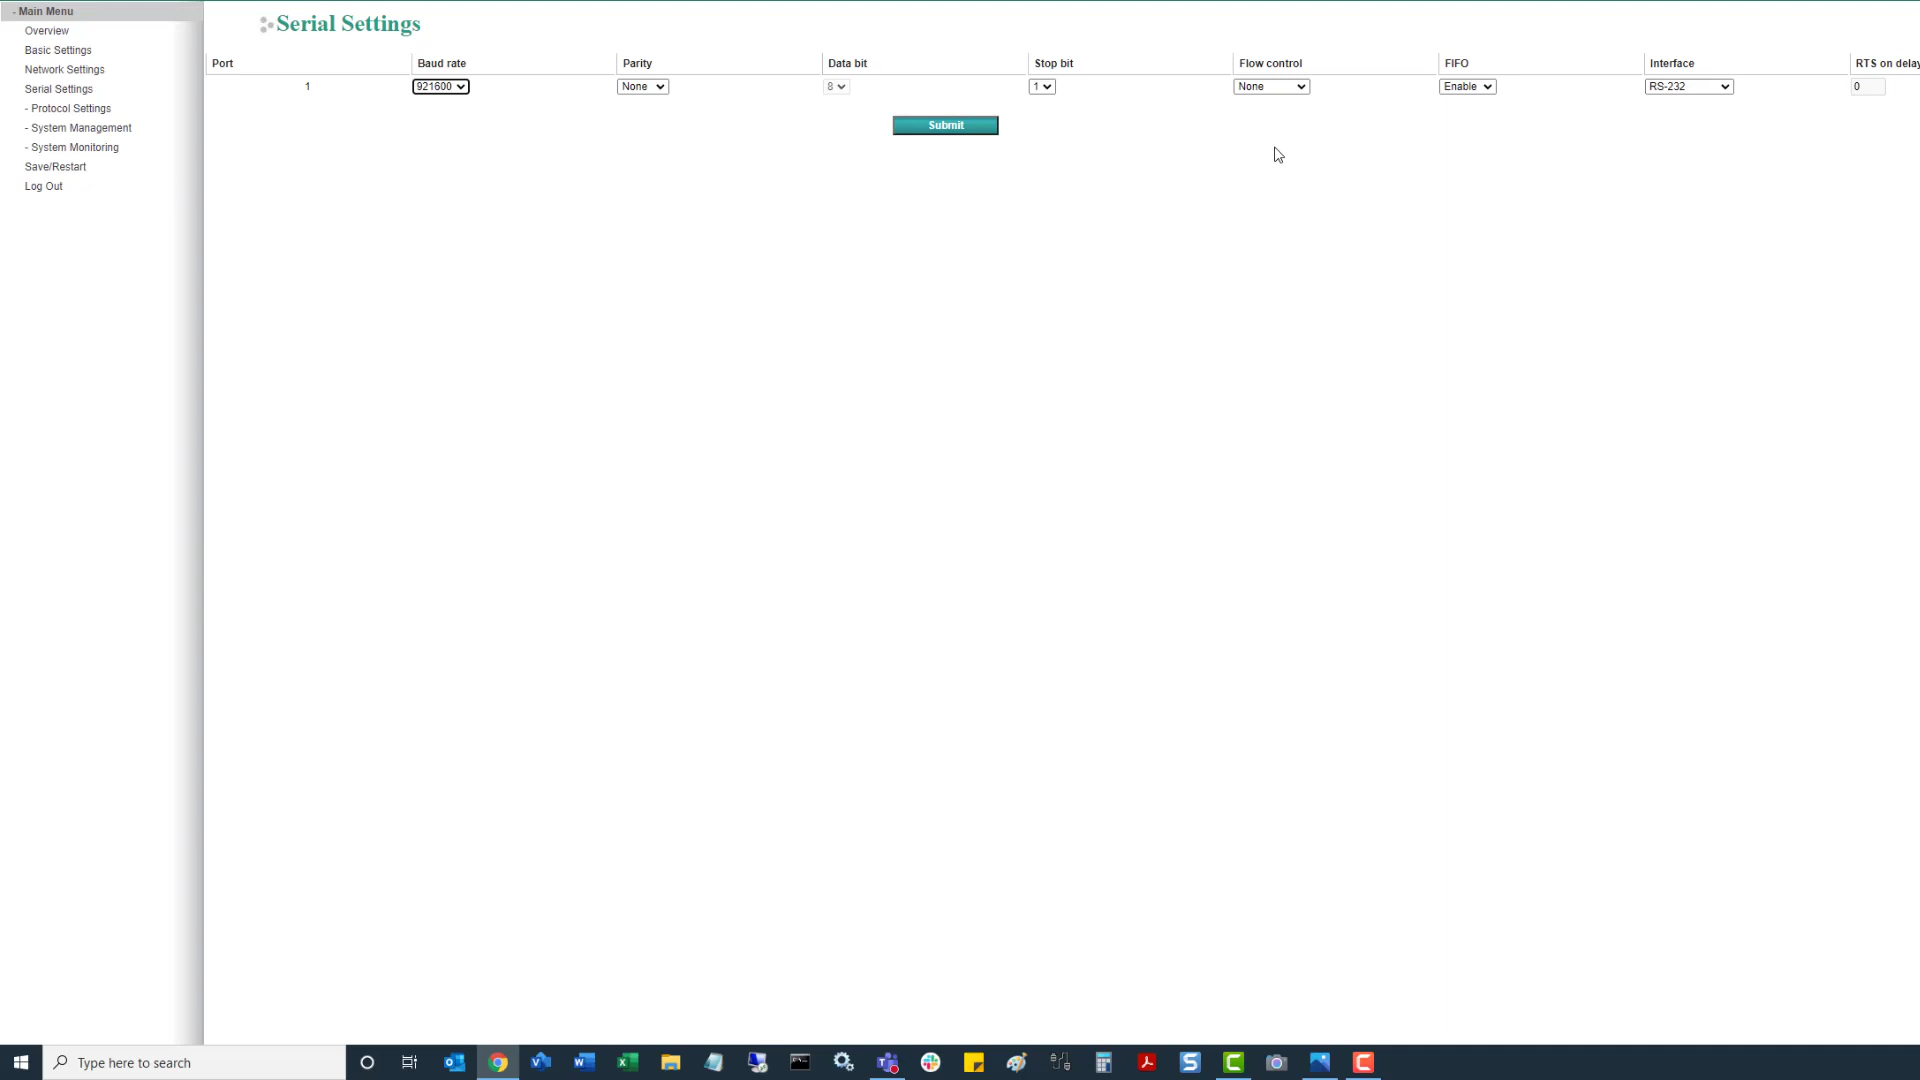 - Main Menu
Overview
Basic Settings
Network Settings
Serial Settings
- Protocol Settings
- System Management
- System Monitoring
Save/Restart
Log Out
Serial Settings
Port Baud rate Parity Data bit Stop bit Flow control FIFO Interface RTS on delay
1 921600 None 8 1 None Enable RS-232 0
Submit
Type here to search